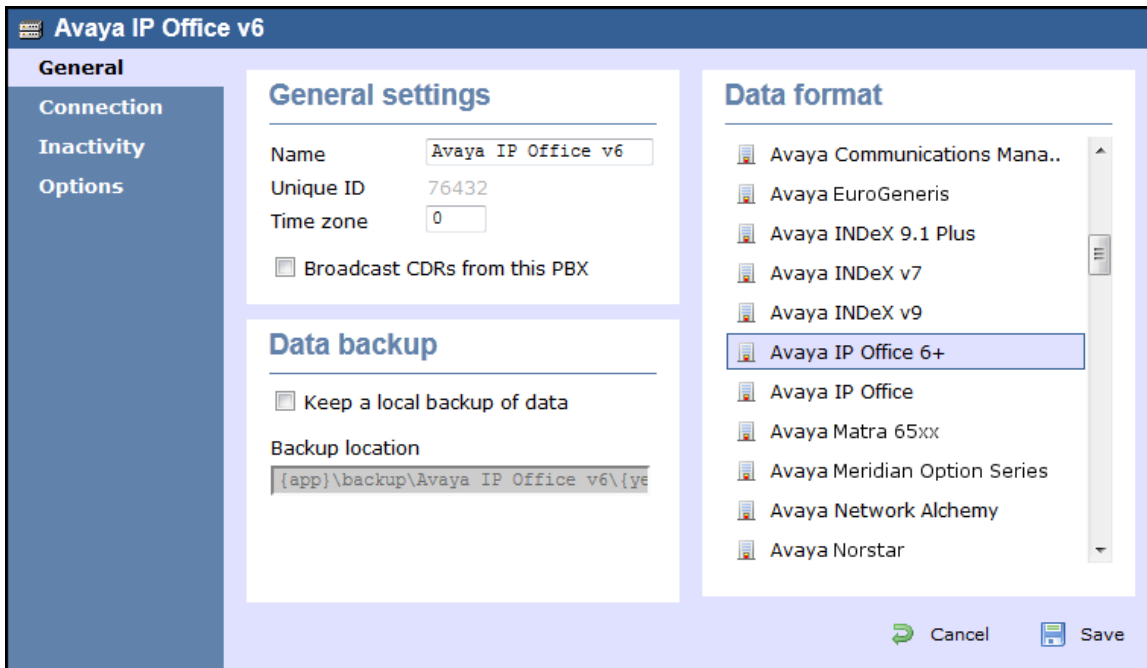 Avaya IP Office v6
General
Connection
Inactivity
Options
General settings
Name Avaya IP Office v6
Unique ID 76432
Time zone 0
Broadcast CDRs from this PBX
Data backup
Keep a local backup of data
Backup location
{app}\backup\Avaya IP Office v6\{ye
Data format
Avaya Communications Mana..
Avaya EuroGeneris
Avaya INDeX 9.1 Plus
Avaya INDeX v7
Avaya INDeX v9
Avaya IP Office 6+
Avaya IP Office
Avaya Matra 65xx
Avaya Meridian Option Series
Avaya Network Alchemy
Avaya Norstar
Cancel Save